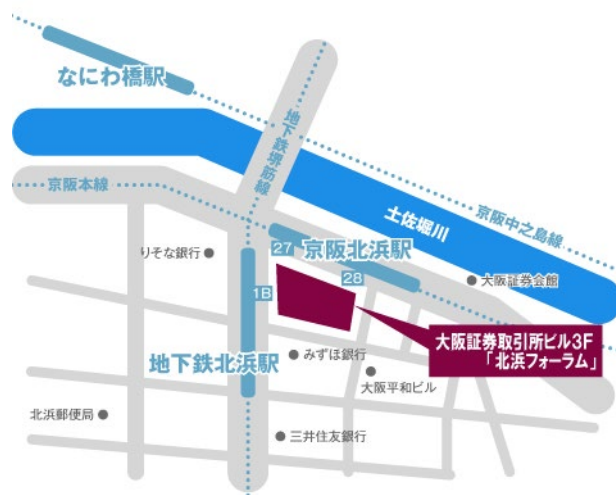 なにわ橋駅
地下鉄堺筋線
京阪本線
土佐堀川
京阪中之島線
27
京阪北浜駅
りそな銀行
28
大阪証券会館
1B
大阪証券取引所ビル3F
「北浜フォーラム」
地下鉄北浜駅
みずほ銀行
大阪平和ビル
北浜郵便局
三井住友銀行